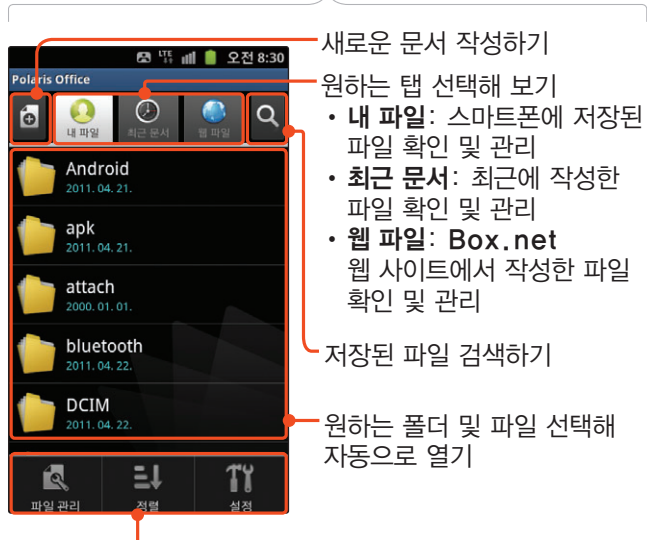 LTE 오전 8:30
Polaris Office
내 파일 최근 문서 웹 파일
Android
2011. 04. 21.
apk
2011. 04. 21.
attach
2000. 01. 01.
bluetooth
2011. 04. 22.
DCIM
2011. 04. 22.
파일 관리 정렬 설정
새로운 문서 작성하기
원하는 탭 선택해 보기
• 내 파일: 스마트폰에 저장된
파일 확인 및 관리
• 최근 문서: 최근에 작성한
파일 확인 및 관리
• 웹 파일: Box.net
웹 사이트에서 작성한 파일
확인 및 관리
저장된 파일 검색하기
원하는 폴더 및 파일 선택해
자동으로 열기